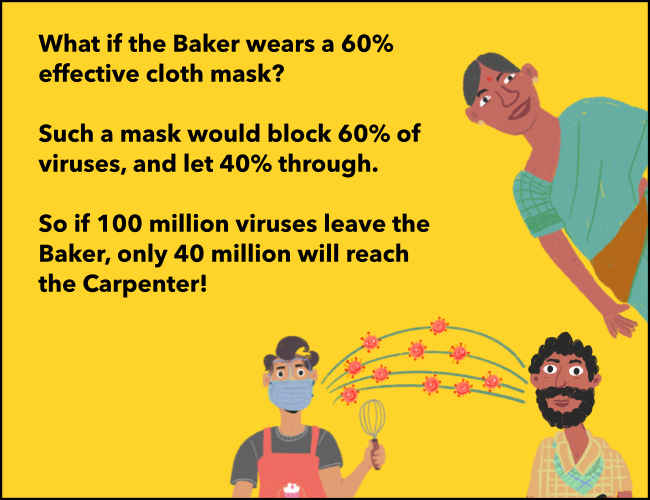 What if the Baker wears a 60%
effective cloth mask?
Such a mask would block 60% of
viruses, and let 40% through.
So if 100 million viruses leave the
Baker, only 40 million will reach
the Carpenter!